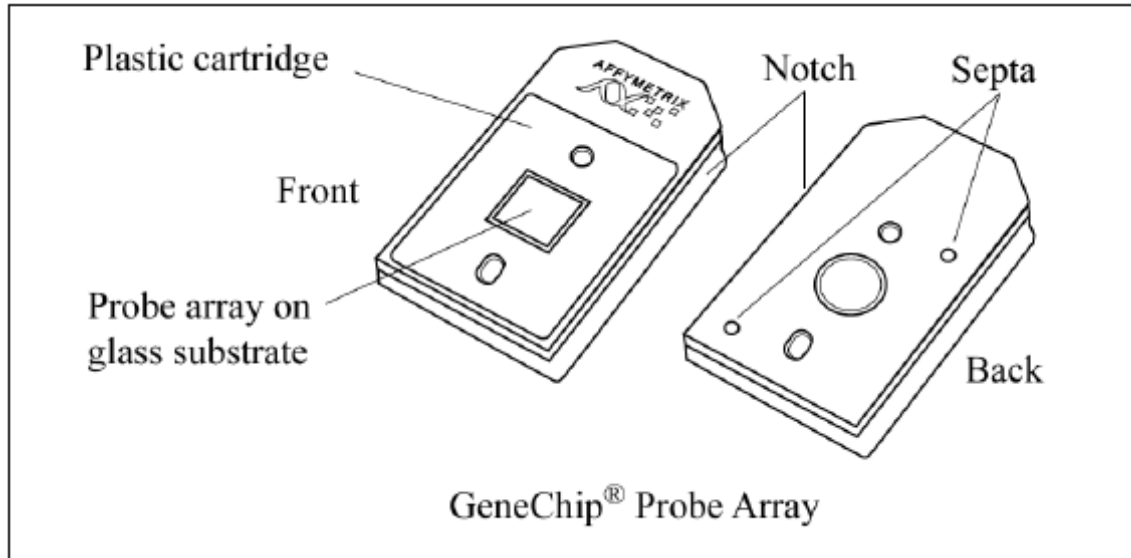 Plastic cartridge
AFFYMETRIX
Notch
Septa
Front
Probe array on
glass substrate
Back
GeneChip® Probe Array